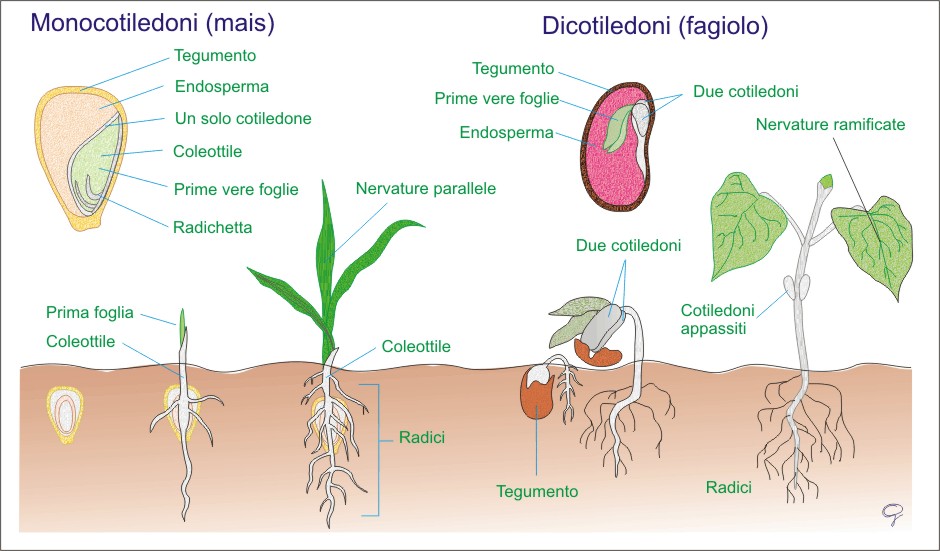 Monocotiledoni (mais)
Tegumento
Endosperma
Un solo cotiledone
Coleottile
Prime vere foglie
Radichetta
Nervature parallele
Prima foglia
Coleottile
Coleottile
Radici
Dicotiledoni (fagiolo)
Tegumento
Prime vere foglie
Endosperma
Due cotiledoni
Nervature ramificate
Due cotiledoni
Cotiledoni
appassiti
Tegumento
Radici